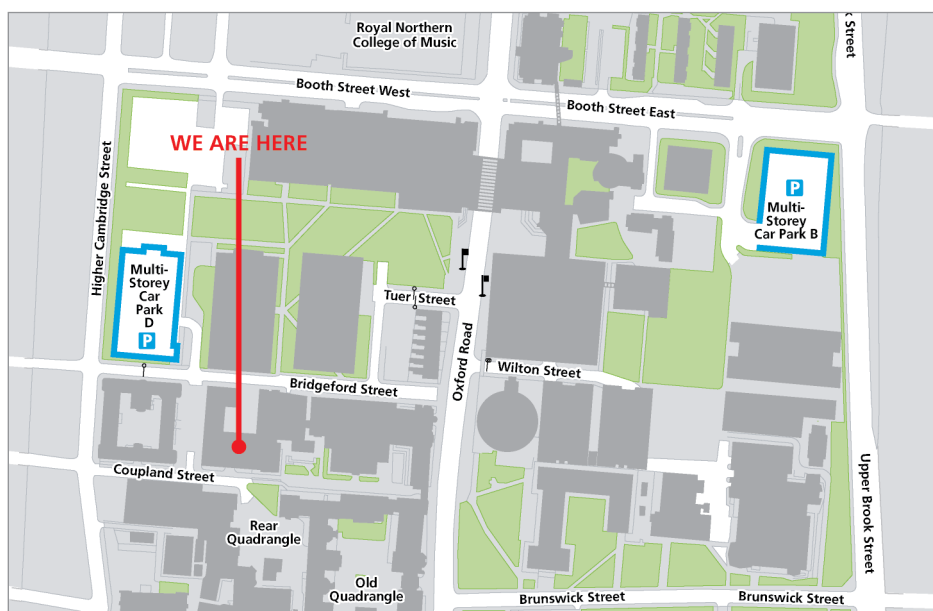 Royal Northern
College of Music
k Street
Booth Street West
Booth Street East
WE ARE HERE
Higher Cambridge Street
P
Multi-
Storey
Car Park B
Multi-
Storey
Car
Park
D
P
Tuer Street
Oxford Road
Wilton Street
Bridgeford Street
Coupland Street
Upper Brook Street
Rear
Quadrangle
Old
Quadrangle
Brunswick Street
Brunswick Street